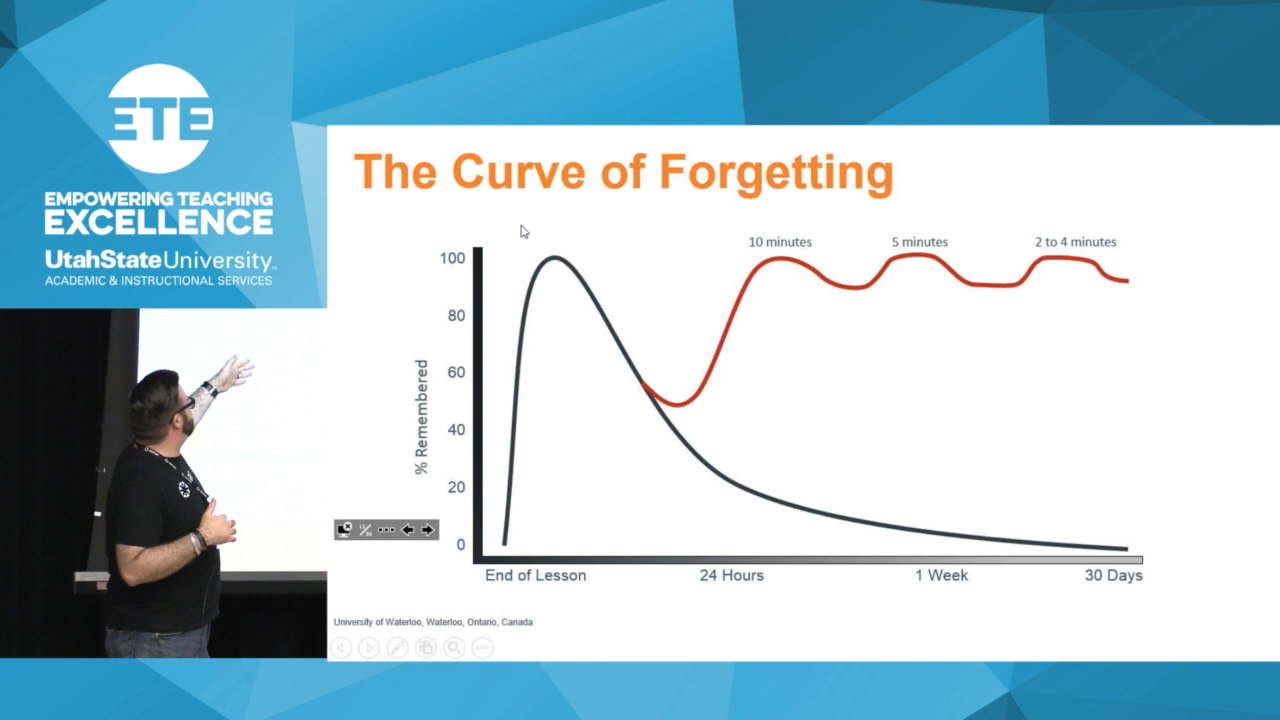 ETE
EMPOWERING TEACHING
EXCELLENCE
UtahStateUniversity
ACADEMIC & INSTRUCTIONAL SERVICES
The Curve of Forgetting
10 minutes
5 minutes
2 to 4 minutes
100
80
60
40
20
0
% Remembered
End of Lesson
24 Hours
1 Week
30 Days
University of Waterloo, Waterloo, Ontario, Canada